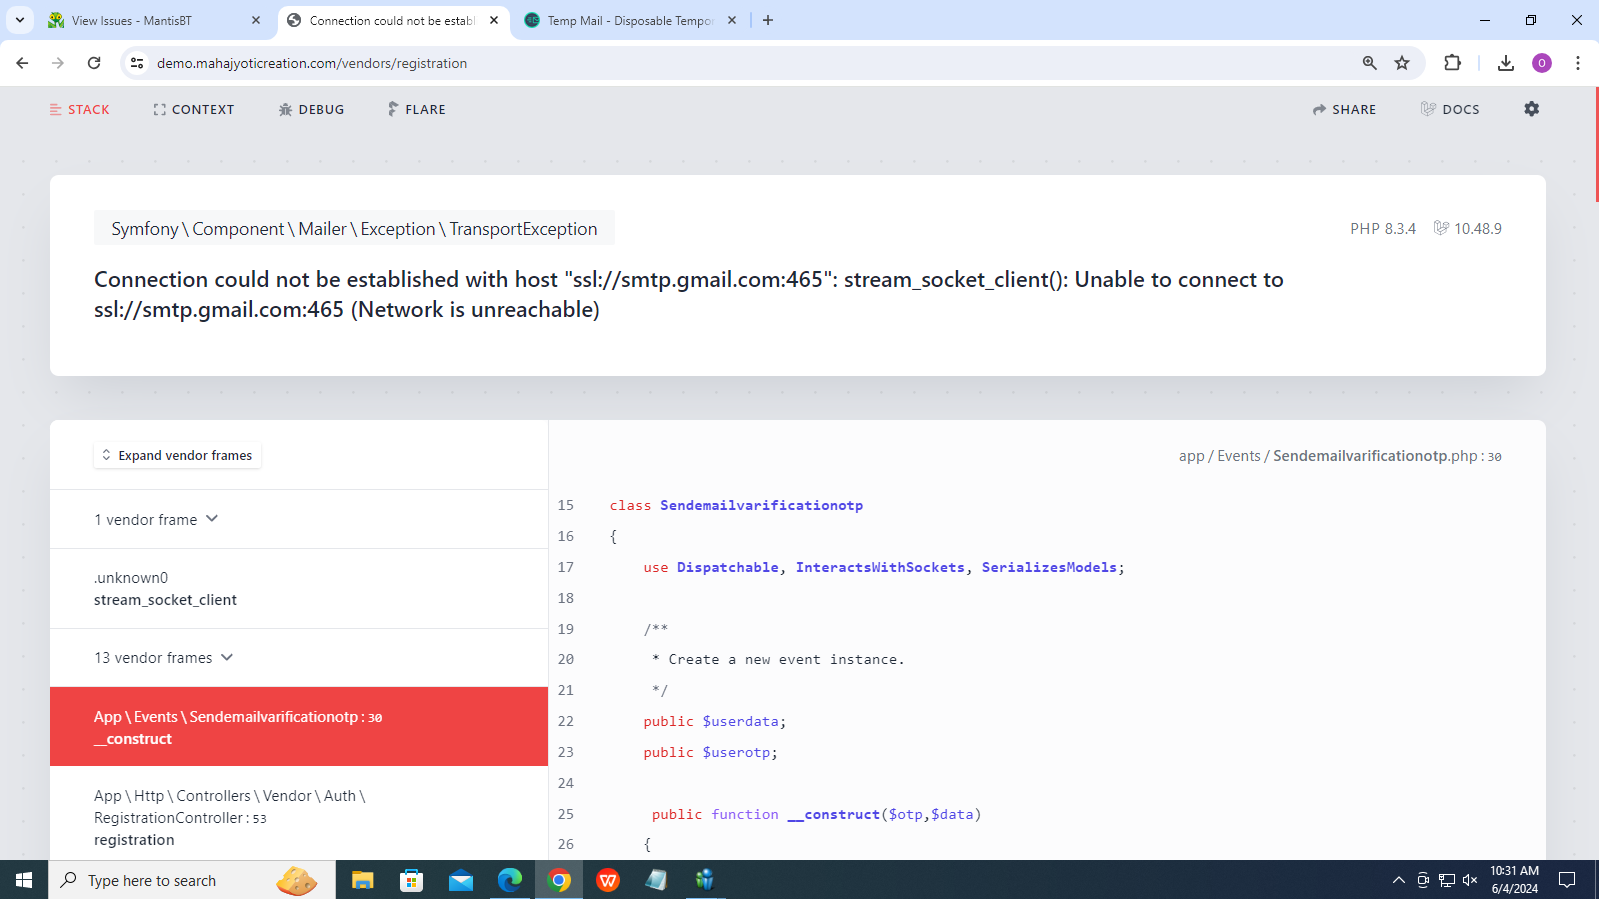 View Issues - MantisBT
Connection could not be establ
Temp Mail - Disposable Tempor
demo.mahajyoticreation.com/vendors/registration
O
STACK
CONTEXT
DEBUG
FLARE
SHARE
DOCS
Symfony\Component\Mailer\Exception\TransportException
PHP 8.3.4
10.48.9
Connection could not be established with host "ssl://smtp.gmail.com:465": stream_socket_client(): Unable to connect to
ssl://smtp.gmail.com:465 (Network is unreachable)
Expand vendor frames
app / Events / Sendemailvarificationotp.php : 30
1 vendor frame
.unknown0
stream_socket_client
13 vendor frames
App\Events\Sendemailvarificationotp : 30
__construct
App\Http\Controllers\Vendor\Auth\
RegistrationController : 53
registration
15 class Sendemailvarificationotp
16 {
17 use Dispatchable, InteractsWithSockets, SerializesModels;
18
19 /**
20 * Create a new event instance.
21 */
22 public $userdata;
23 public $userotp;
24
25 public function __construct($otp,$data)
26 {
Type here to search
10:31 AM
6/4/2024